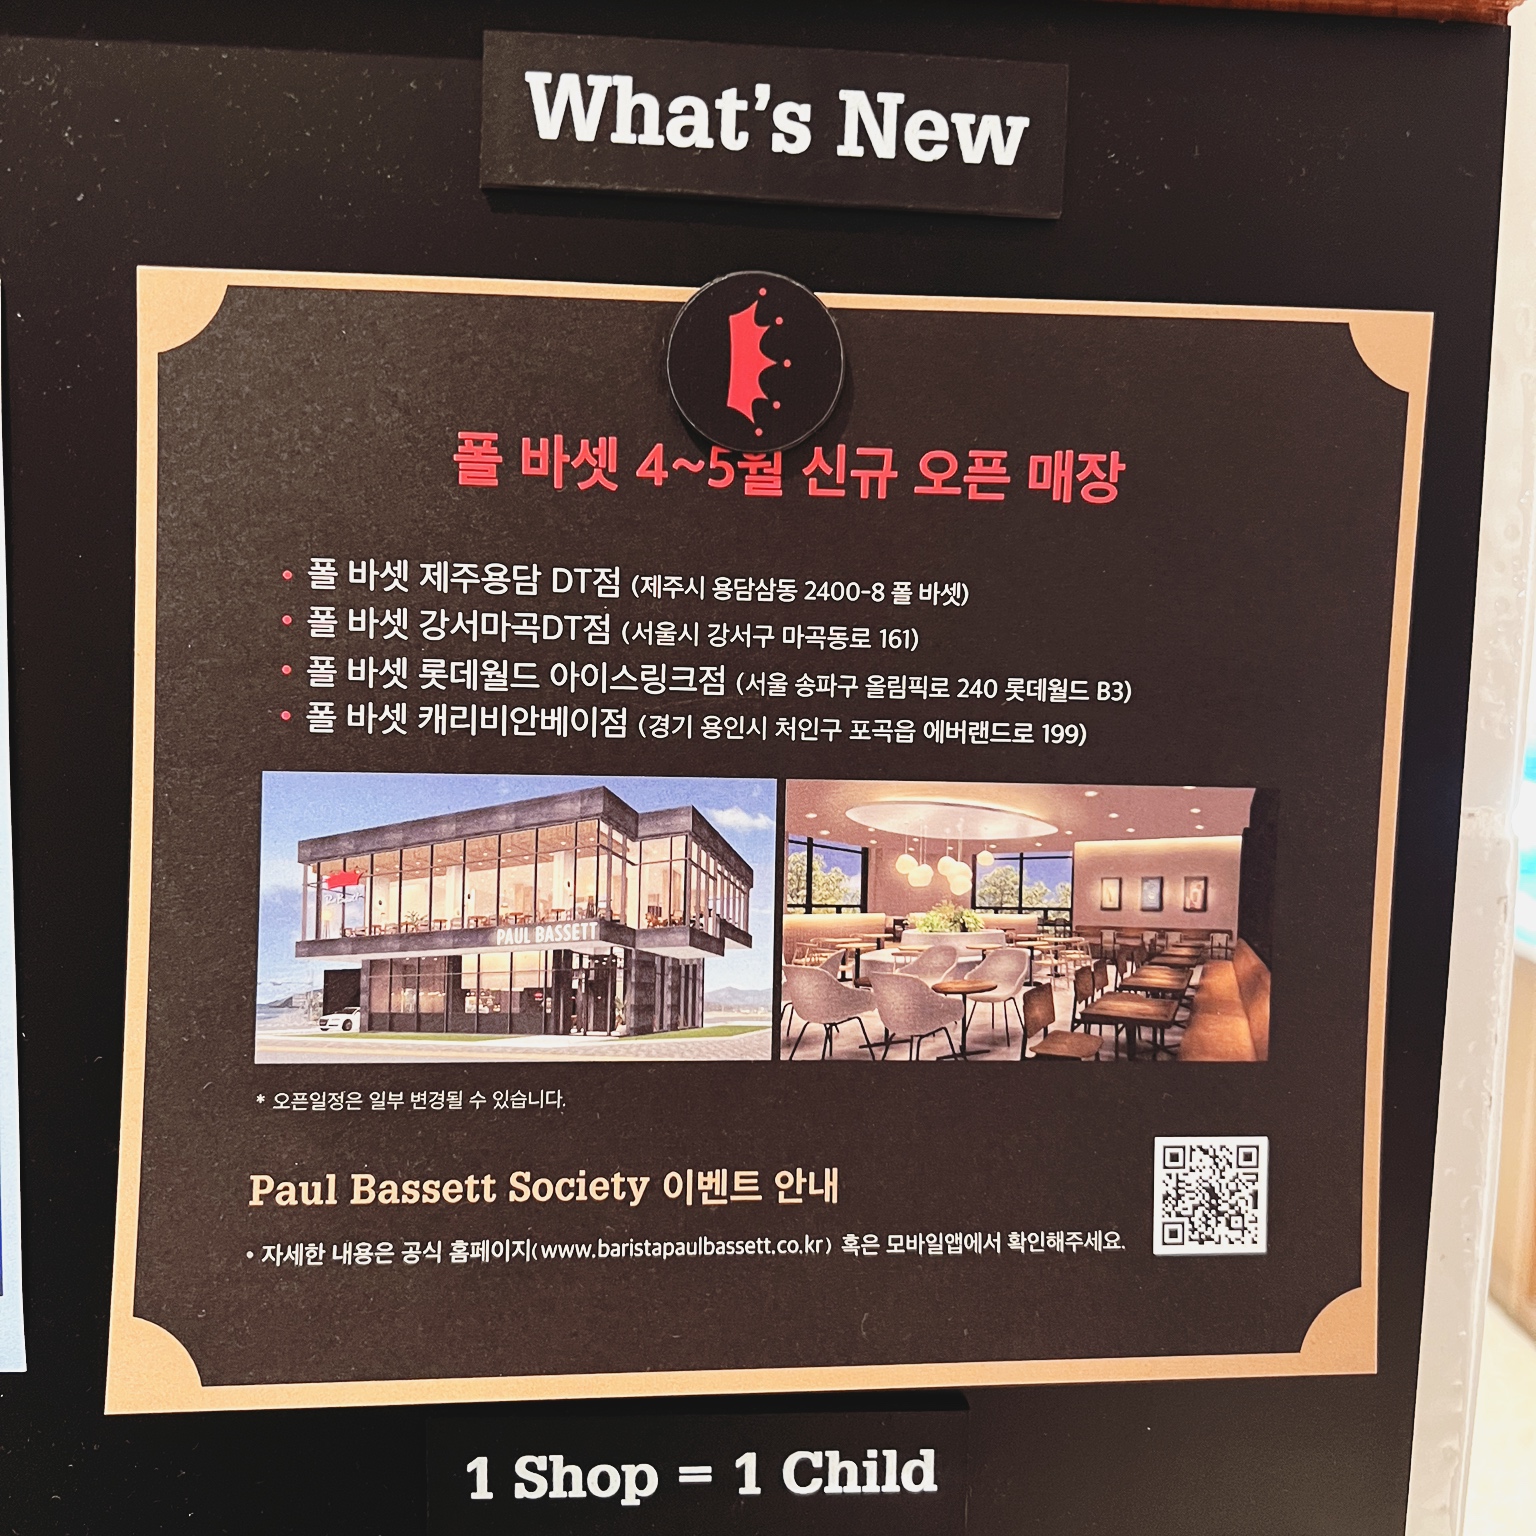 What's New
폴 바셋 4~5월 신규 오픈 매장
• 폴 바셋 제주용담 DT점 (제주시 용담삼동 2400-8 폴 바셋)
• 폴 바셋 강서마곡DT점 (서울시 강서구 마곡동로 161)
• 폴 바셋 롯데월드 아이스링크점 (서울 송파구 올림픽로 240 롯데월드 B3)
• 폴 바셋 캐리비안베이점 (경기 용인시 처인구 포곡읍 에버랜드로 199)
PAUL BASSETT
* 오픈일정은 일부 변경될 수 있습니다.
Paul Bassett Society 이벤트 안내
• 자세한 내용은 공식 홈페이지(www.baristapaulbassett.co.kr) 혹은 모바일앱에서 확인해주세요.
1 Shop = 1 Child